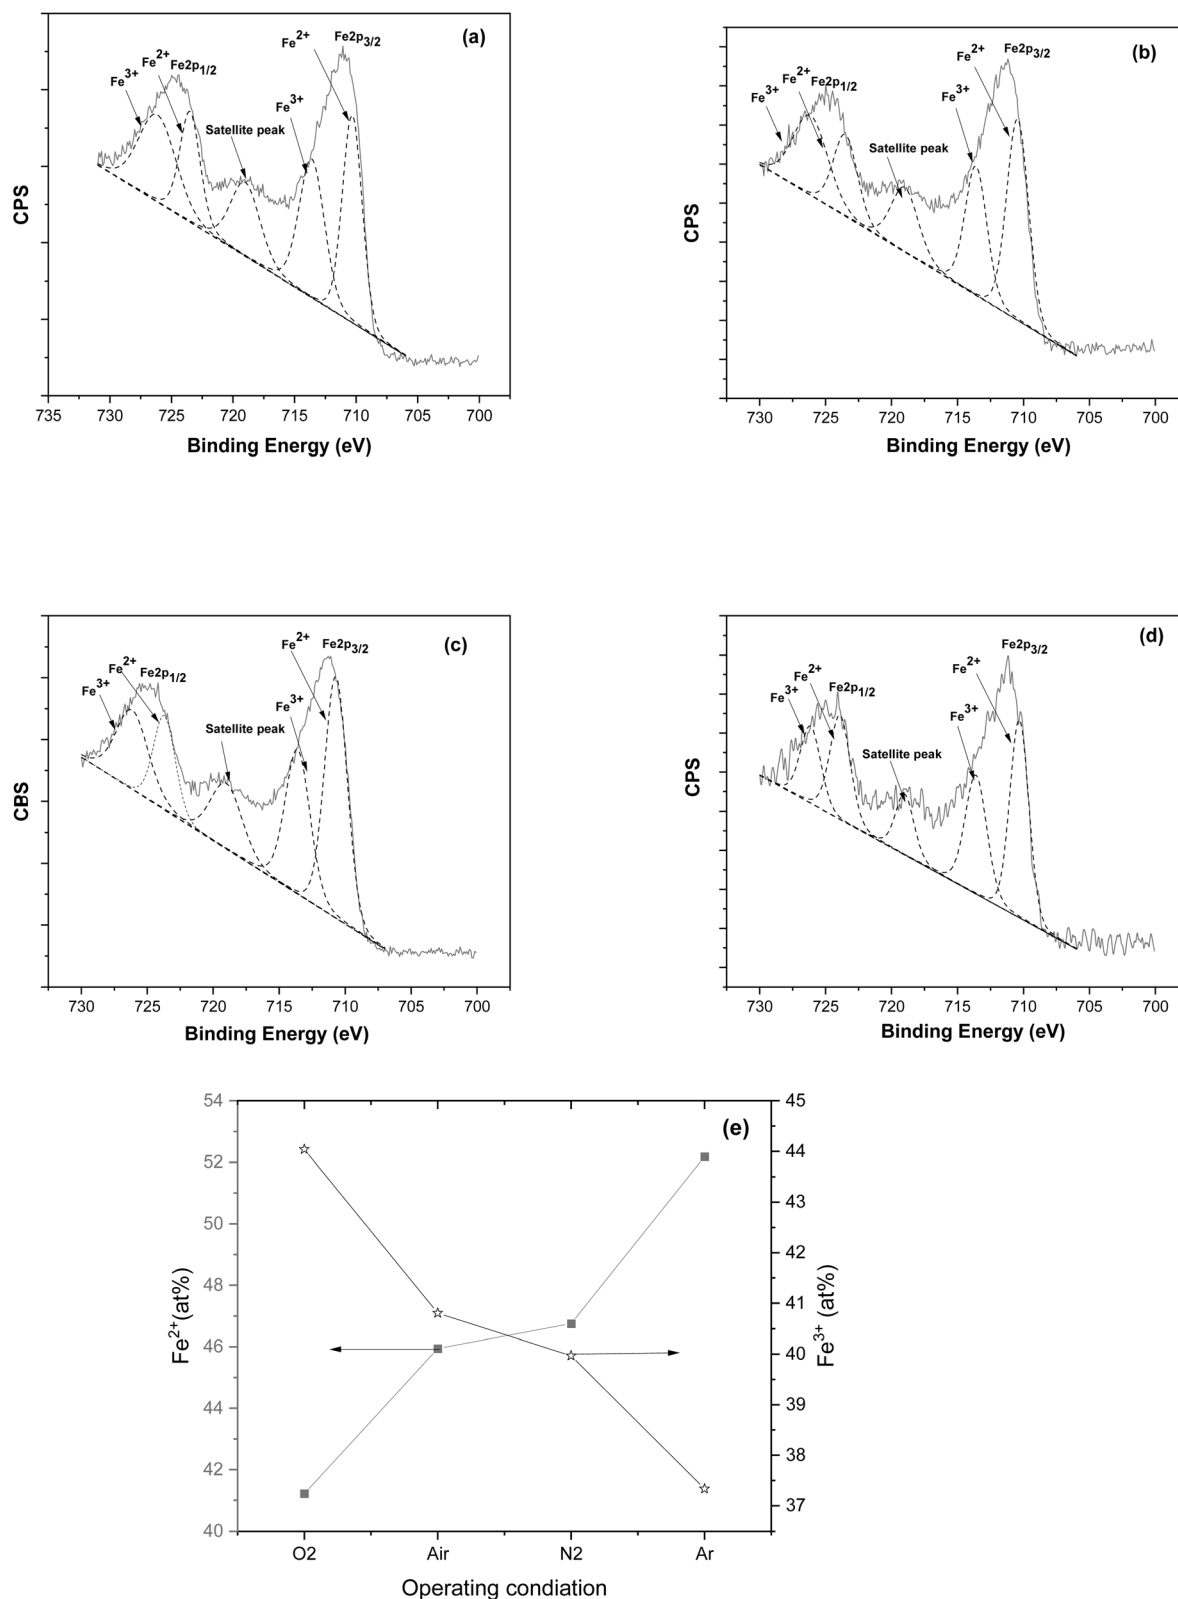 (a)
Fe2+
Fe2p3/2
Fe3+
Fe2+
Fe2p1/2
Fe3+
Satellite peak
CPS
735 730 725 720 715 710 705 700
Binding Energy (eV)
(b)
Fe2+
Fe2p3/2
Fe3+
Fe2+
Fe2p1/2
Fe3+
Satellite peak
CPS
730 725 720 715 710 705 700
Binding Energy (eV)
(c)
Fe2+
Fe2p3/2
Fe2+
Fe2p1/2
Fe3+
Fe3+
Satellite peak
CBS
730 725 720 715 710 705 700
Binding Energy (eV)
(d)
Fe2p3/2
Fe2+
Fe2+
Fe2p1/2
Fe3+
Fe3+
Satellite peak
CPS
730 725 720 715 710 705 700
Binding Energy (eV)
(e)
54
52
50
48
46
44
42
40
Fe2+(at%)
45
44
43
42
41
40
39
38
37
Fe3+ (at%)
O2 Air N2 Ar
Operating condiation